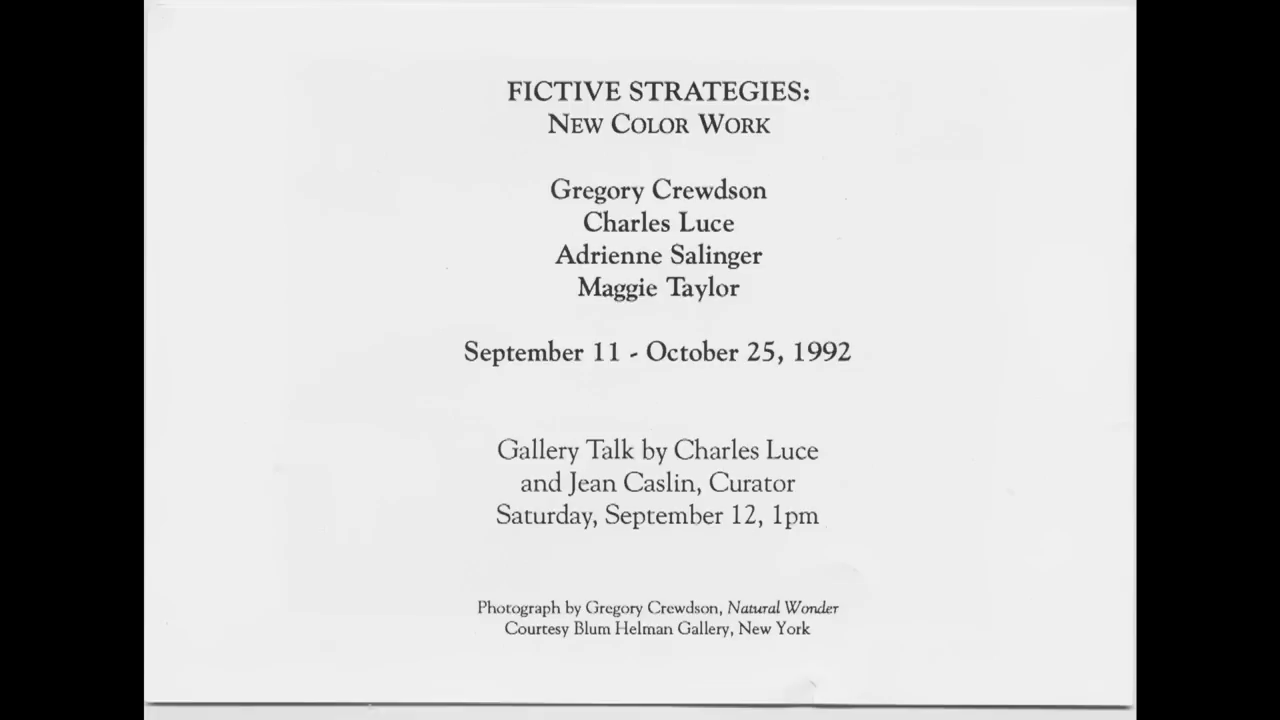 FICTIVE STRATEGIES:
NEW COLOR WORK
Gregory Crewdson
Charles Luce
Adrienne Salinger
Maggie Taylor
September 11 - October 25, 1992
Gallery Talk by Charles Luce
and Jean Caslin, Curator
Saturday, September 12, 1pm
Photograph by Gregory Crewdson, Natural Wonder
Courtesy Blum Helman Gallery, New York